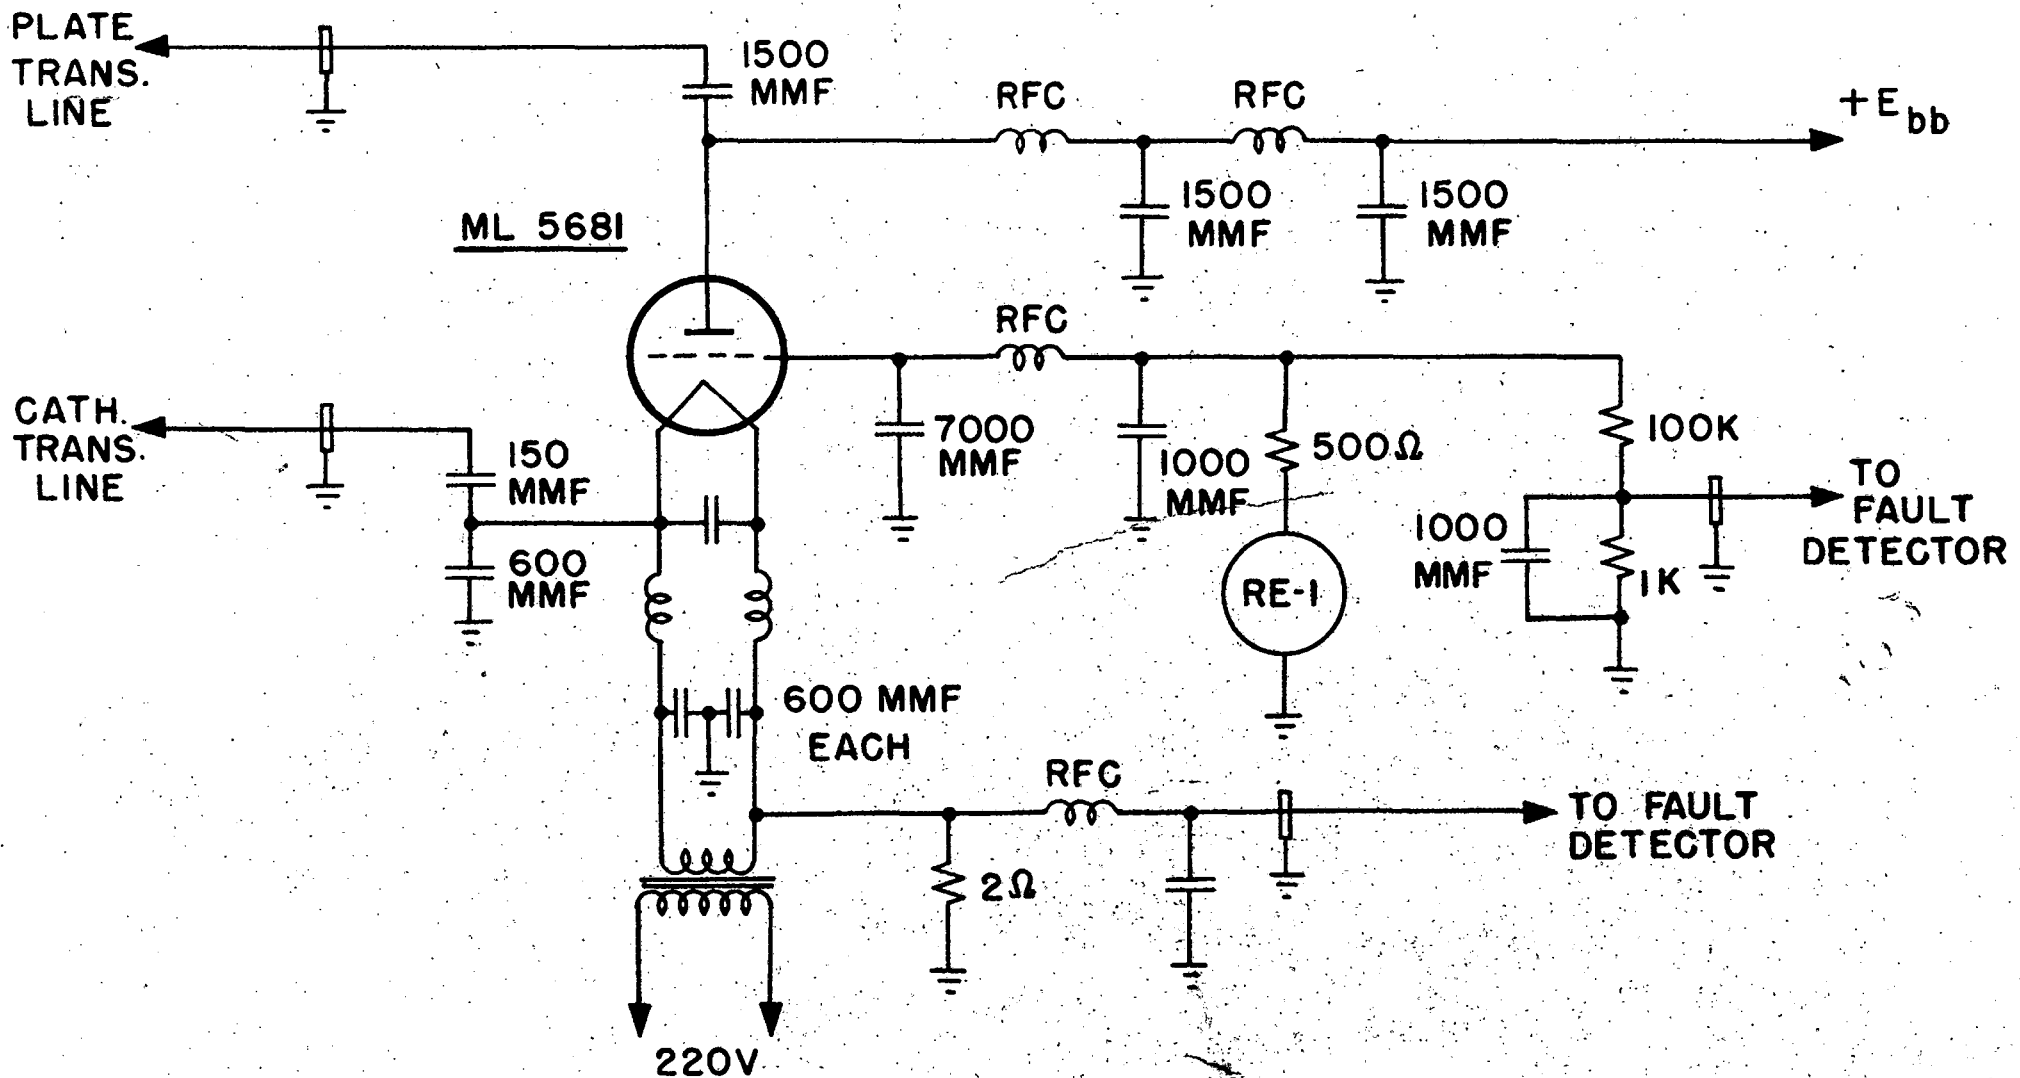 PLATE
TRANS.
LINE
1500
MMF
RFC
RFC
+Ebb
1500
MMF
1500
MMF
ML 5681
RFC
CATH.
TRANS.
LINE
150
MMF
7000
MMF
1000
MMF
500Ω
100K
TO
FAULT
DETECTOR
1000
MMF
1K
600
MMF
RE-1
600 MMF
EACH
RFC
TO FAULT
DETECTOR
2Ω
220V